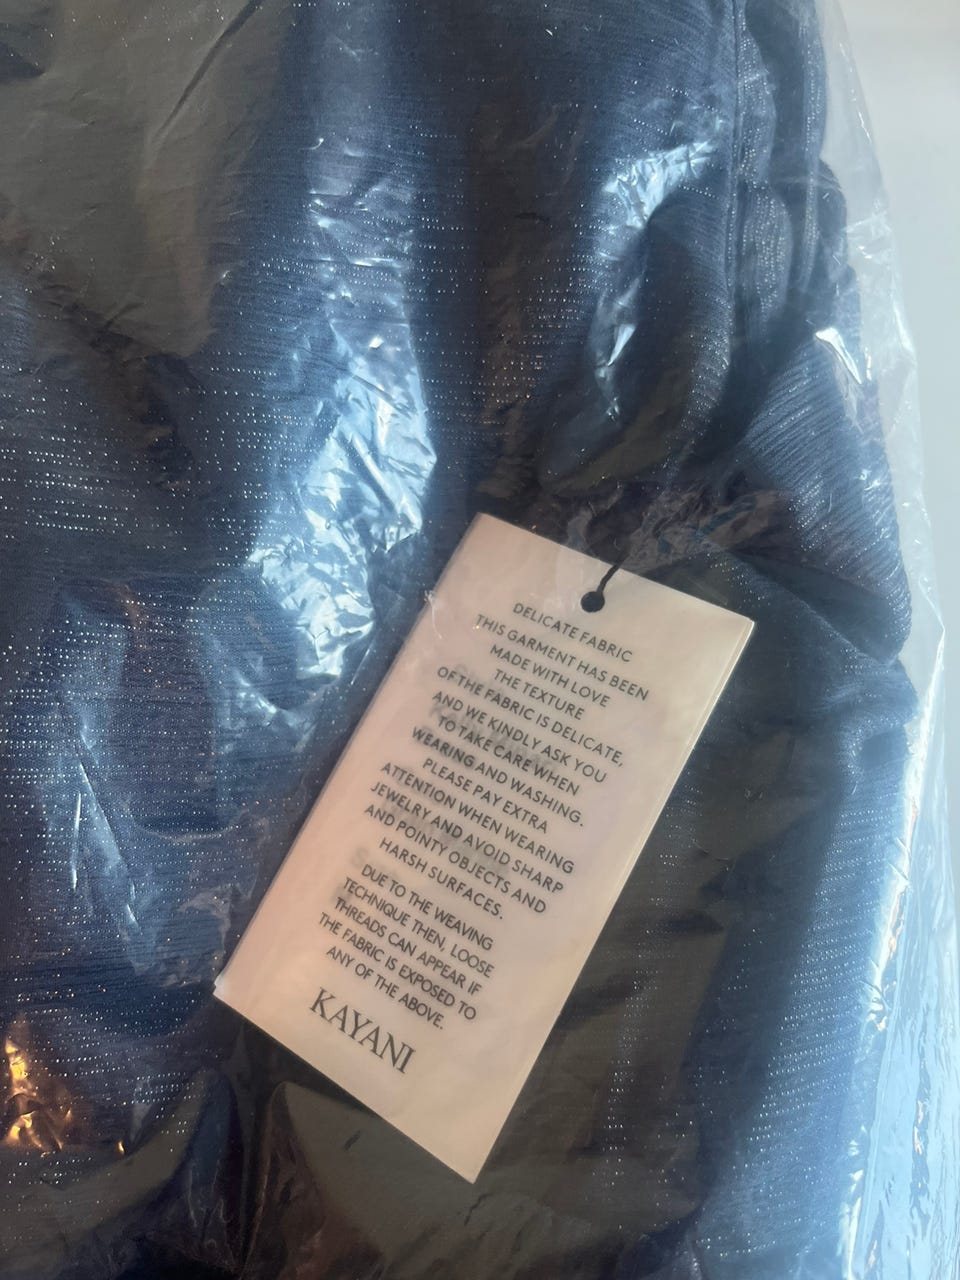 DELICATE FABRIC
THIS GARMENT HAS BEEN
MADE WITH LOVE
THE TEXTURE
OF THE FABRIC IS DELICATE,
AND WE KINDLY ASK YOU
TO TAKE CARE WHEN
WEARING AND WASHING.
PLEASE PAY EXTRA
ATTENTION WHEN WEARING
JEWELRY AND AVOID SHARP
AND POINTY OBJECTS AND
HARSH SURFACES.
DUE TO THE WEAVING
TECHNIQUE THEN, LOOSE
THREADS CAN APPEAR IF
THE FABRIC IS EXPOSED TO
ANY OF THE ABOVE.
KAYANI